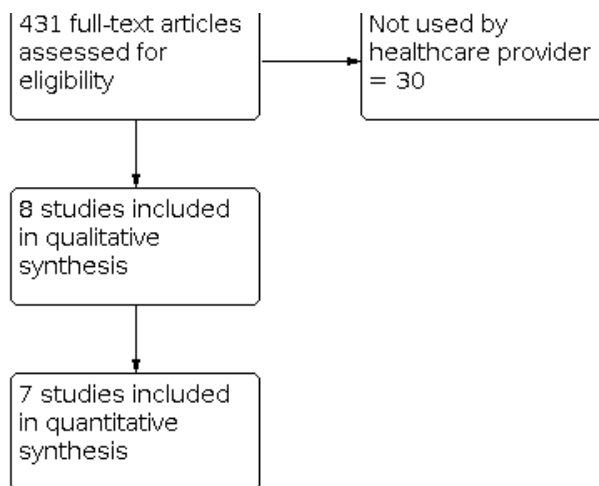 431 full-text articles
assessed for
eligibility
Not used by
healthcare provider
= 30
8 studies included
in qualitative
synthesis
7 studies included
in quantitative
synthesis